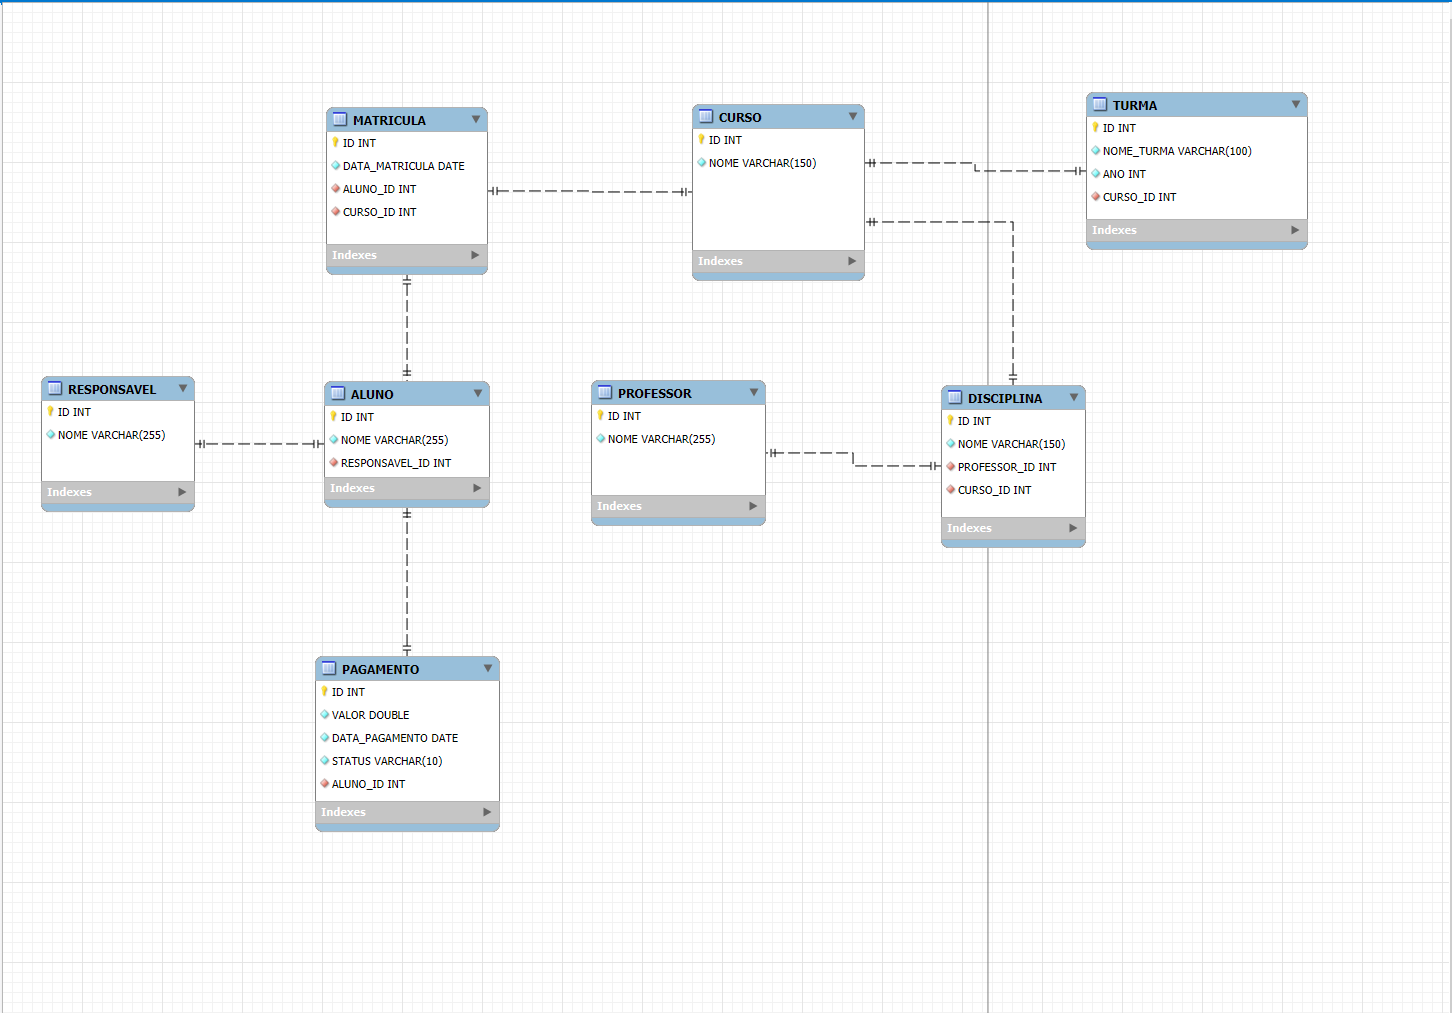 MATRICULA
ID INT
DATA_MATRICULA DATE
ALUNO_ID INT
CURSO_ID INT
Indexes
CURSO
ID INT
NOME VARCHAR(150)
Indexes
TURMA
ID INT
NOME_TURMA VARCHAR(100)
ANO INT
CURSO_ID INT
Indexes
RESPONSAVEL
ID INT
NOME VARCHAR(255)
Indexes
ALUNO
ID INT
NOME VARCHAR(255)
RESPONSAVEL_ID INT
Indexes
PROFESSOR
ID INT
NOME VARCHAR(255)
Indexes
DISCIPLINA
ID INT
NOME VARCHAR(150)
PROFESSOR_ID INT
CURSO_ID INT
Indexes
PAGAMENTO
ID INT
VALOR DOUBLE
DATA_PAGAMENTO DATE
STATUS VARCHAR(10)
ALUNO_ID INT
Indexes